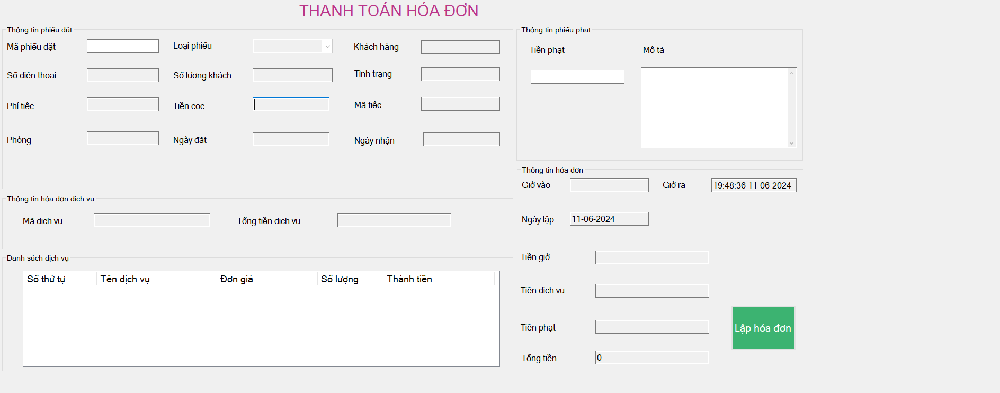 THANH TOÁN HÓA ĐƠN
Thông tin phiếu đặt
Mã phiếu đặt
Loại phiếu
Khách hàng
Số điện thoại
Số lượng khách
Tình trạng
Phí tiệc
Tiền cọc
Mã tiệc
Phòng
Ngày đặt
Ngày nhận
Thông tin phiếu phạt
Tiền phạt
Mô tả
Thông tin hóa đơn dịch vụ
Mã dịch vụ
Tổng tiền dịch vụ
Danh sách dịch vụ
Số thứ tự
Tên dịch vụ
Đơn giá
Số lượng
Thành tiền
Thông tin hóa đơn
Giờ vào
Giờ ra
19:48:36 11-06-2024
Ngày lập
11-06-2024
Tiền giờ
Tiền dịch vụ
Tiền phạt
Tổng tiền
0
Lập hóa đơn